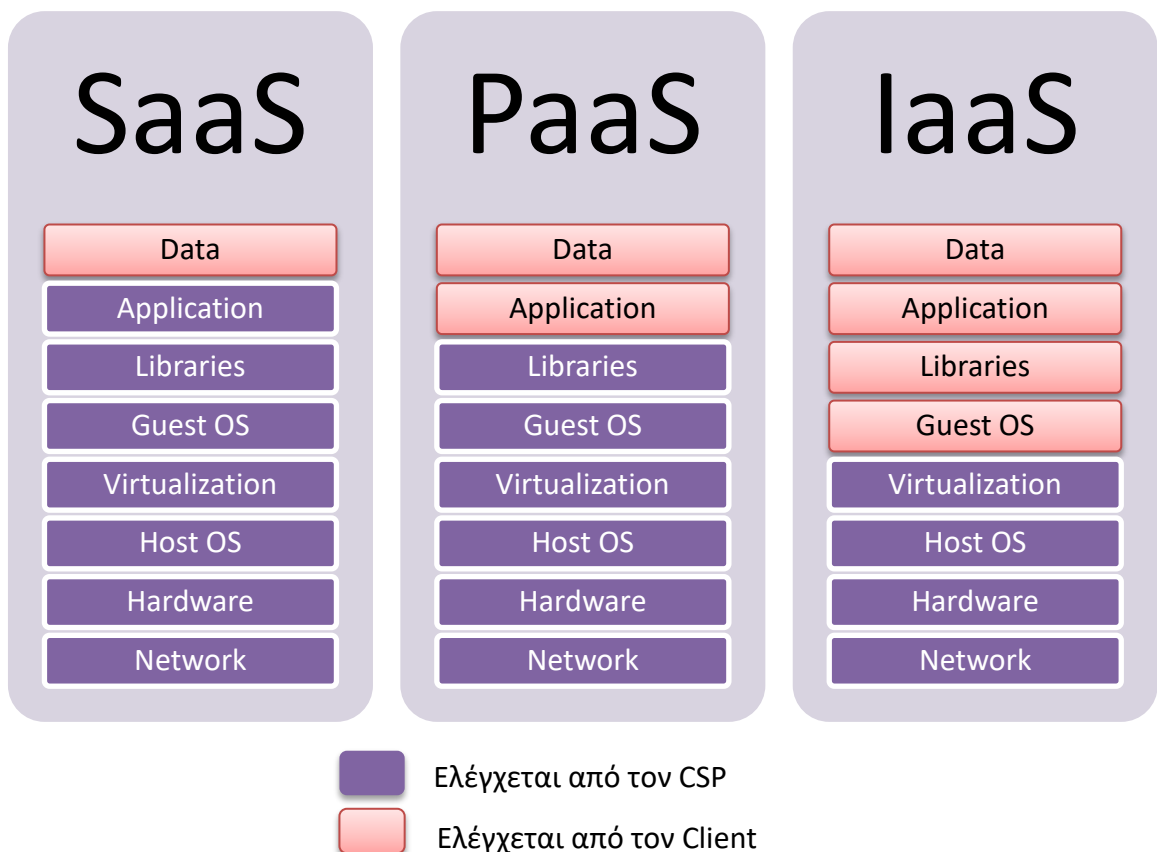 SaaS
Data
Application
Libraries
Guest OS
Virtualization
Host OS
Hardware
Network
PaaS
Data
Application
Libraries
Guest OS
Virtualization
Host OS
Hardware
Network
IaaS
Data
Application
Libraries
Guest OS
Virtualization
Host OS
Hardware
Network
Ελέγχεται από τον CSP
Ελέγχεται από τον Client